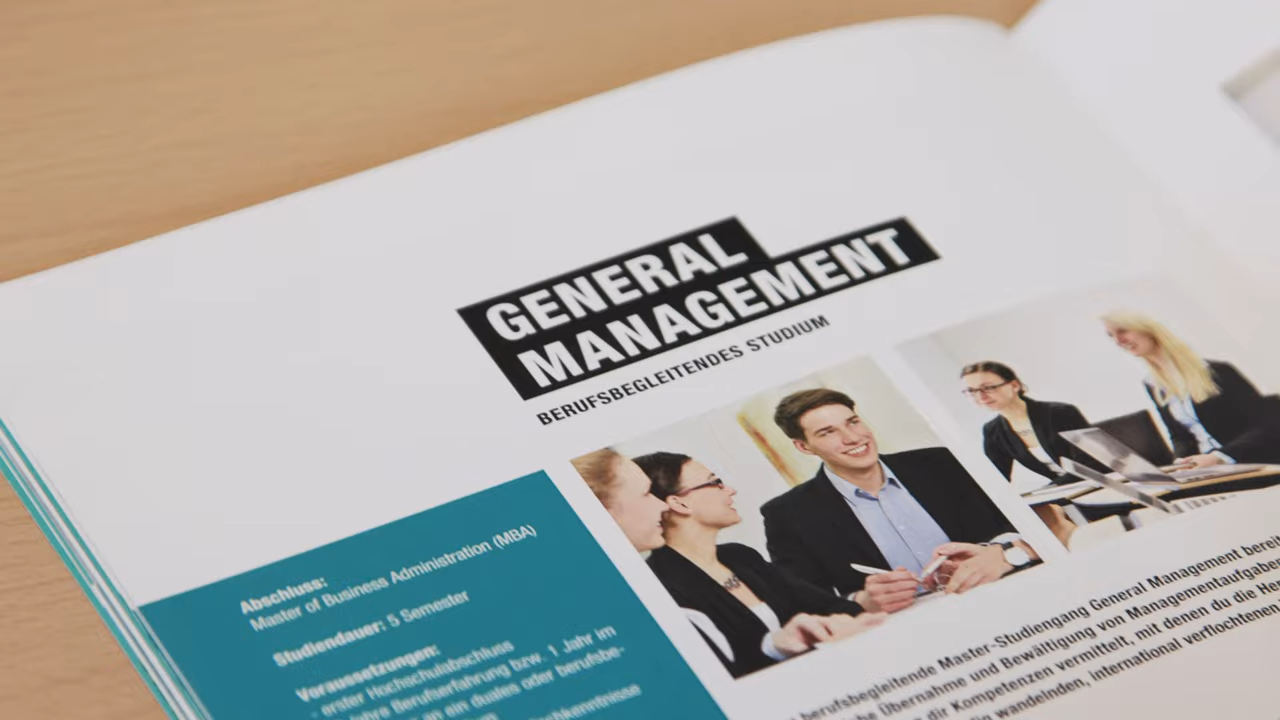 GENERAL
MANAGEMENT
BERUFSBEGLEITENDES STUDIUM
Abschluss:
Master of Business Administration (MBA)
Studiendauer: 5 Semester
Voraussetzungen:
- erster Hochschulabschluss
Berufserfahrung bzw. 1 Jahr im
an ein duales oder berufsbe-
berufsbegleitende Master-Studiengang General Management bereit
Übernahme und Bewältigung von Managementaufgaben
dir Kompetenzen vermittelt, mit denen du die
wandelnden, international verflochtenen